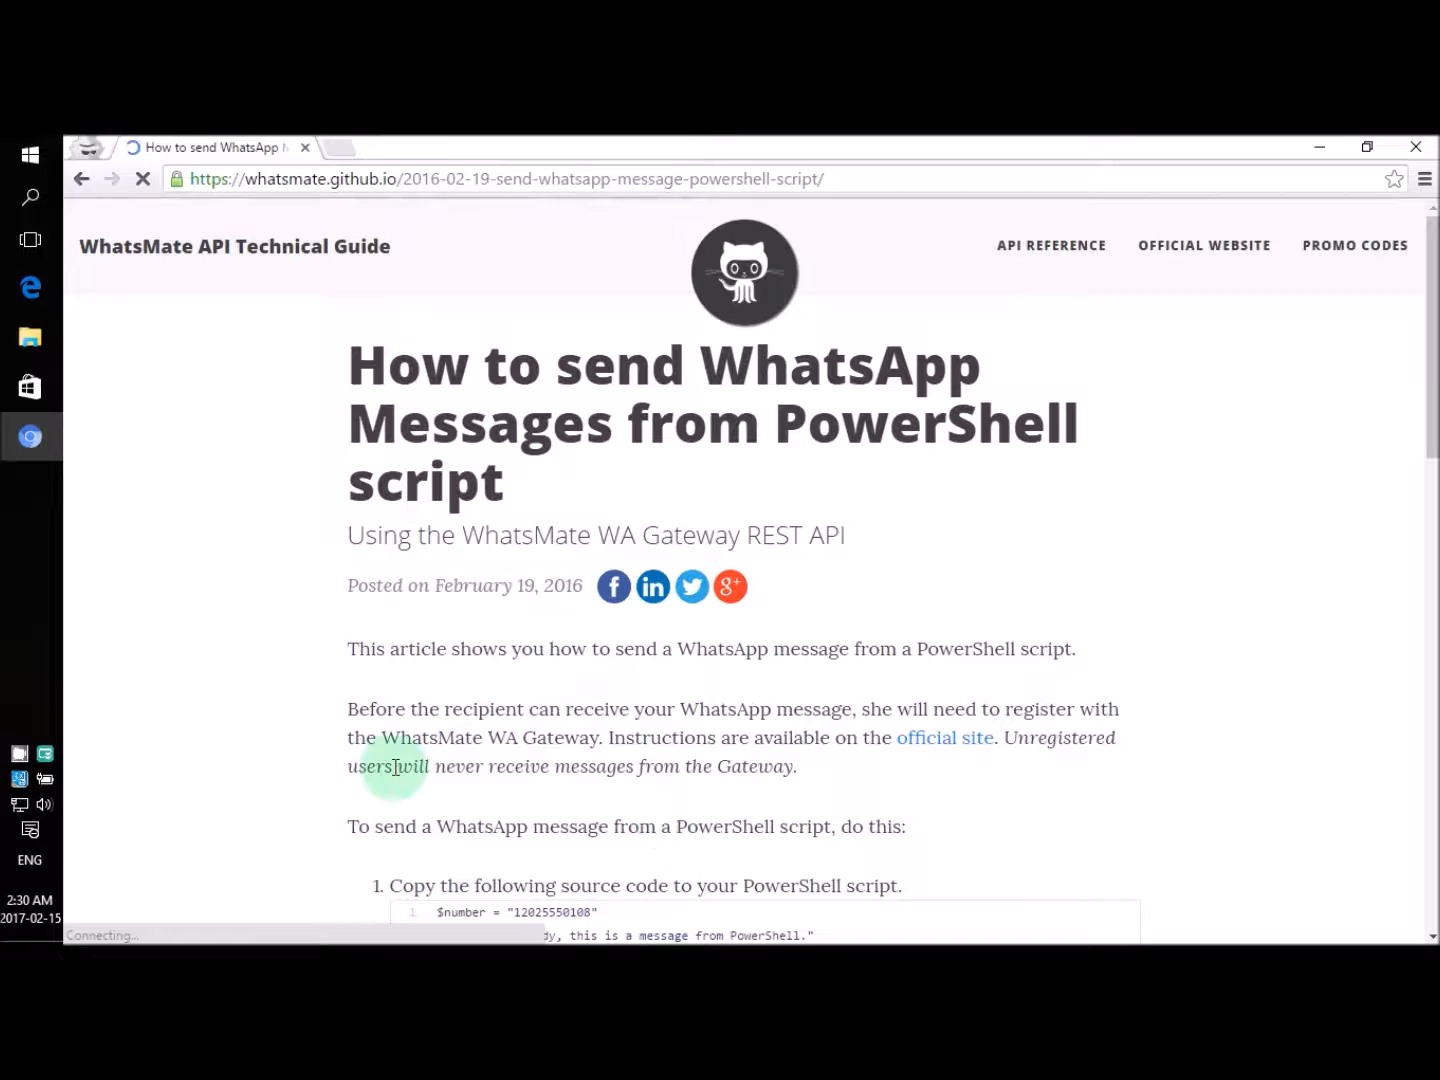 How to send WhatsApp M
https://whatsmate.github.io/2016-02-19-send-whatsapp-message-powershell-script/
WhatsMate API Technical Guide
API REFERENCE
OFFICIAL WEBSITE
PROMO CODES
How to send WhatsApp
Messages from PowerShell
script
Using the WhatsMate WA Gateway REST API
Posted on February 19, 2016
This article shows you how to send a WhatsApp message from a PowerShell script.
Before the recipient can receive your WhatsApp message, she will need to register with
the WhatsMate WA Gateway. Instructions are available on the official site. Unregistered
users will never receive messages from the Gateway.
To send a WhatsApp message from a PowerShell script, do this:
1. Copy the following source code to your PowerShell script.
1 $number = "12025550108"
dy, this is a message from PowerShell."
Connecting...
ENG
2:30 AM
2017-02-15